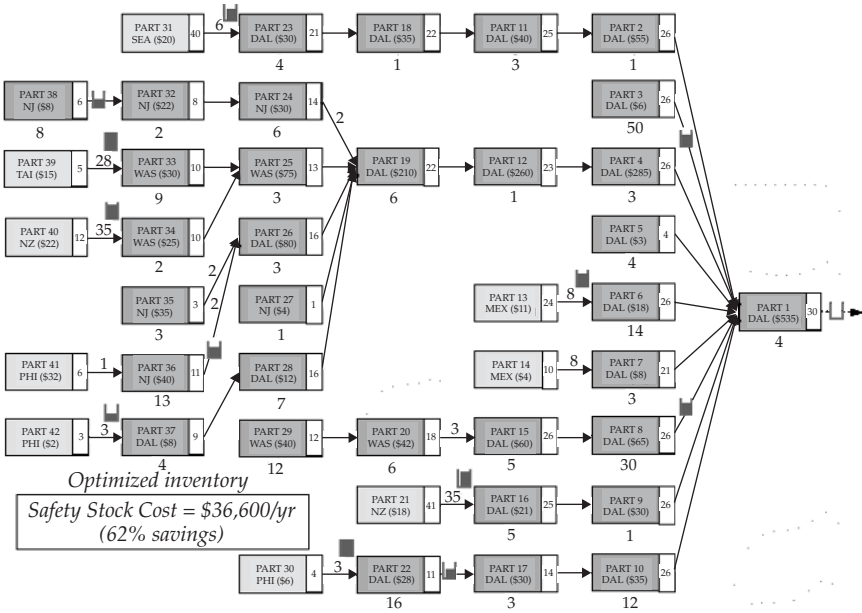 PART 31
SEA ($20)
40
6
PART 23
DAL ($30)
21
4
PART 18
DAL ($35)
22
1
PART 11
DAL ($40)
25
3
PART 2
DAL ($55)
26
1
PART 38
NJ ($8)
6
8
PART 32
NJ ($22)
8
2
PART 24
NJ ($30)
14
6
2
PART 3
DAL ($6)
26
50
PART 39
TAI ($15)
5
28
PART 33
WAS ($30)
10
9
PART 25
WAS ($75)
13
3
PART 19
DAL ($210)
22
6
PART 12
DAL ($260)
23
1
PART 4
DAL ($285)
26
3
PART 40
NZ ($22)
12
35
PART 34
WAS ($25)
10
2
PART 26
DAL ($80)
16
3
2
2
PART 5
DAL ($3)
4
4
PART 35
NJ ($35)
3
3
PART 27
NJ ($4)
1
1
PART 13
MEX ($11)
24
8
PART 6
DAL ($18)
26
14
PART 1
DAL ($535)
30
4
PART 41
PHI ($32)
6
1
PART 36
NJ ($40)
11
13
PART 28
DAL ($12)
16
7
PART 14
MEX ($4)
10
8
PART 7
DAL ($8)
21
3
PART 42
PHI ($2)
3
3
PART 37
DAL ($8)
9
4
PART 29
WAS ($40)
12
12
PART 20
WAS ($42)
18
6
3
PART 15
DAL ($60)
26
5
PART 8
DAL ($65)
26
30
Optimized inventory
Safety Stock Cost = $36,600/yr
(62% savings)
PART 21
NZ ($18)
41
35
PART 16
DAL ($21)
25
5
PART 9
DAL ($30)
26
1
PART 30
PHI ($6)
4
3
PART 22
DAL ($28)
11
16
PART 17
DAL ($30)
14
3
PART 10
DAL ($35)
26
12